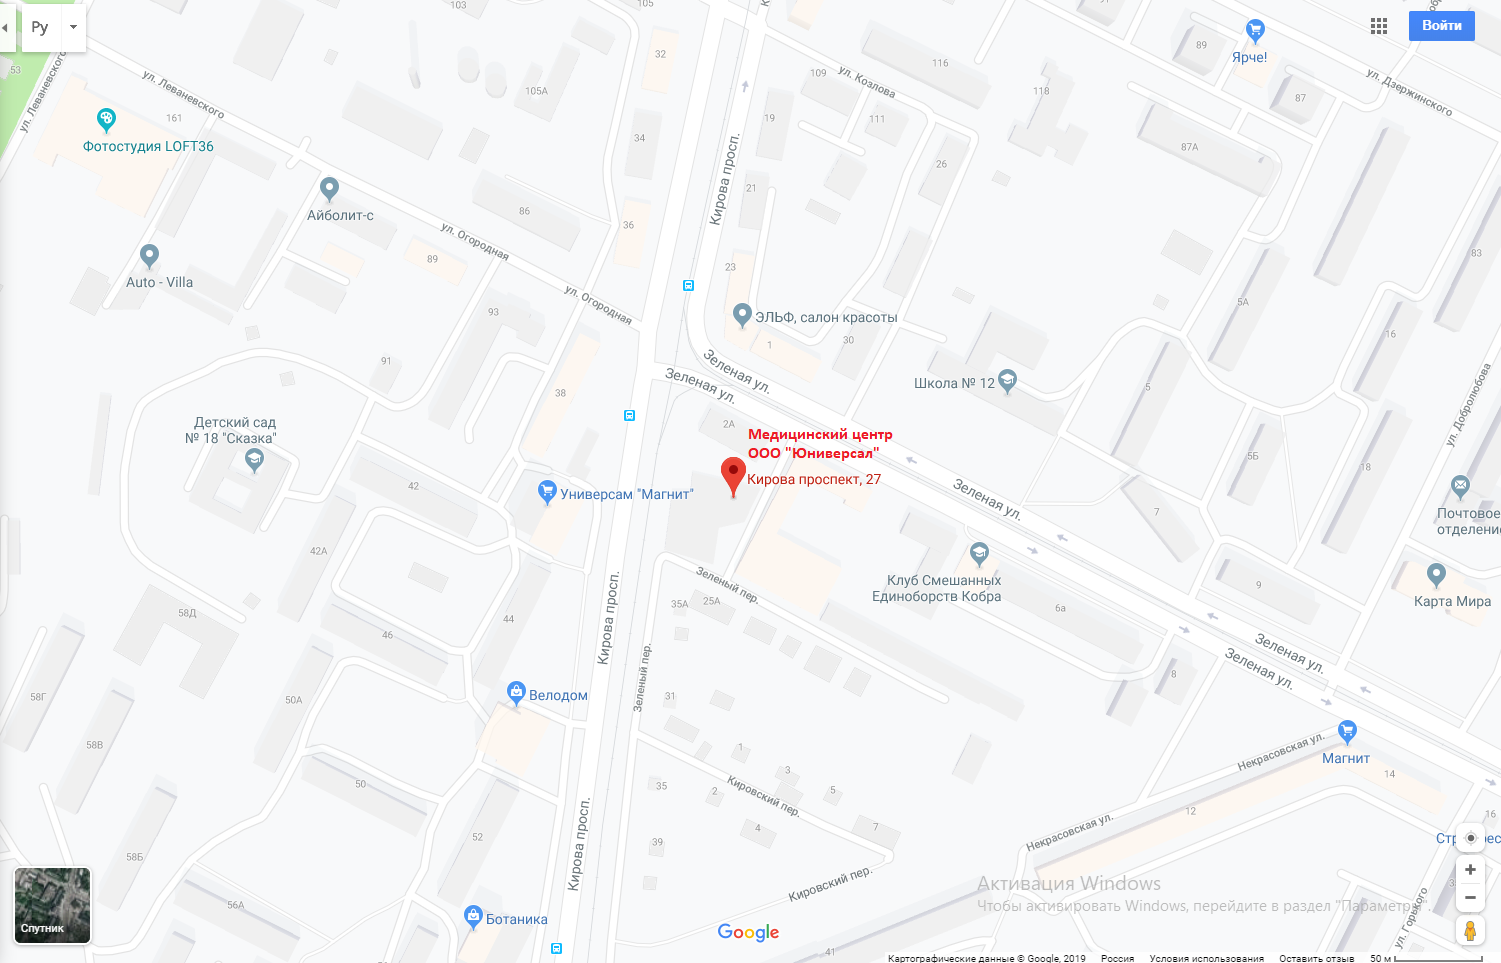 Ру
Войти
103
32
53
ул. Леваневского
ул. Леваневского
161
105А
109
ул. Козлова
116
118
89
Ярче!
ул. Дзержинского
87
Фотостудия LOFT36
34
19
111
Кирова просп.
87А
26
21
Айболит-с
86
36
ул. Огородная
89
23
Auto - Villa
ул. Огородная
93
83
5А
ЭЛЬФ, салон красоты
1
30
Зеленая ул.
Зеленая ул.
91
38
Школа № 12
5
ул. Добролюбова
Детский сад
№ 18 "Сказка"
2А
Медицинский центр
ООО "Юниверсал"
Кирова проспект, 27
42
Универсам "Магнит"
Зеленая ул.
7
Почтовое
отделение
42А
5Б
Клуб Смешанных
Единоборств Кобра
Зеленый пер.
Кирова просп.
35А
25А
6а
9
Карта Мира
58Д
46
44
Зеленая ул.
Зеленая ул.
Зеленый пер.
8
58Г
50А
Велодом
31
58В
1
Некрасовская ул.
Магнит
14
50
35
3
2
5
Кировский пер.
12
16
Кирова просп.
52
39
4
7
Некрасовская ул.
58Б
Кировский пер.
Активация Windows
Чтобы активировать Windows, перейдите в раздел "Параметр
56А
Ботаника
ул. Горького
Спутник
Google
Картографические данные © Google, 2019
Россия
Условия использования
Оставить отзыв
50 м